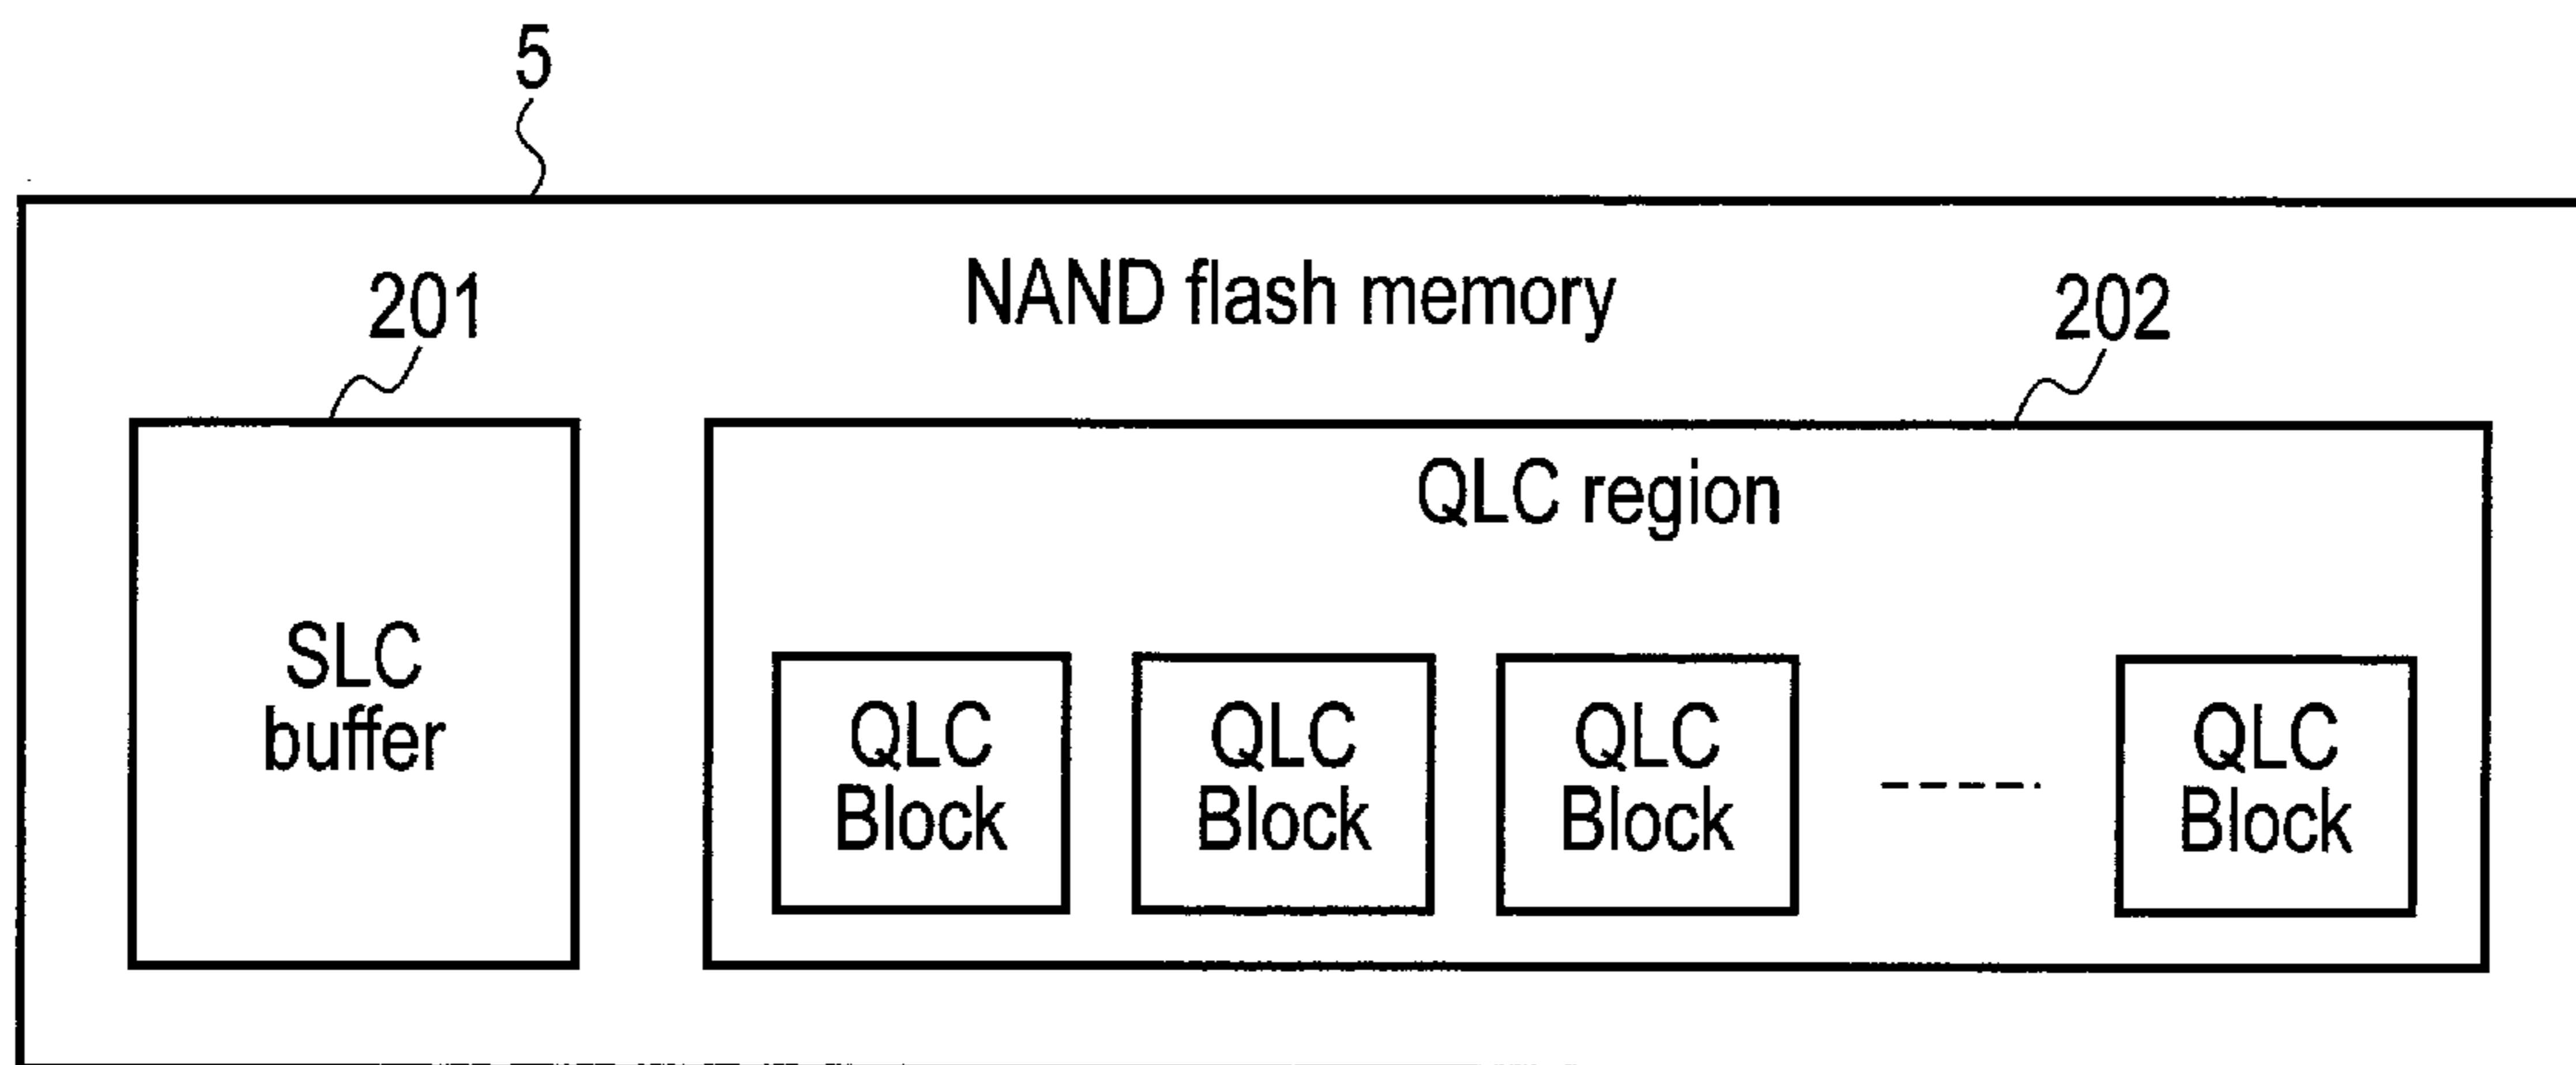 5
NAND flash memory
201
202
QLC region
SLC
buffer
QLC
Block
QLC
Block
QLC
Block
QLC
Block